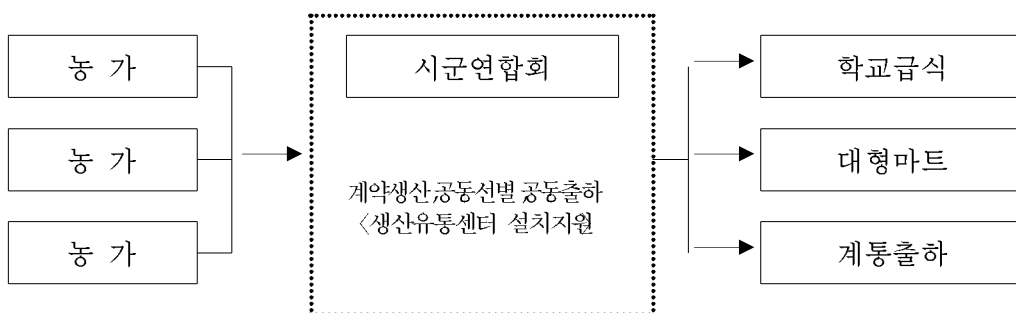 농 가
농 가
농 가
시군연합회
계약생산,공동선별 공동출하
〈생산유통센터 설치지원
학교급식
대형마트
계통출하